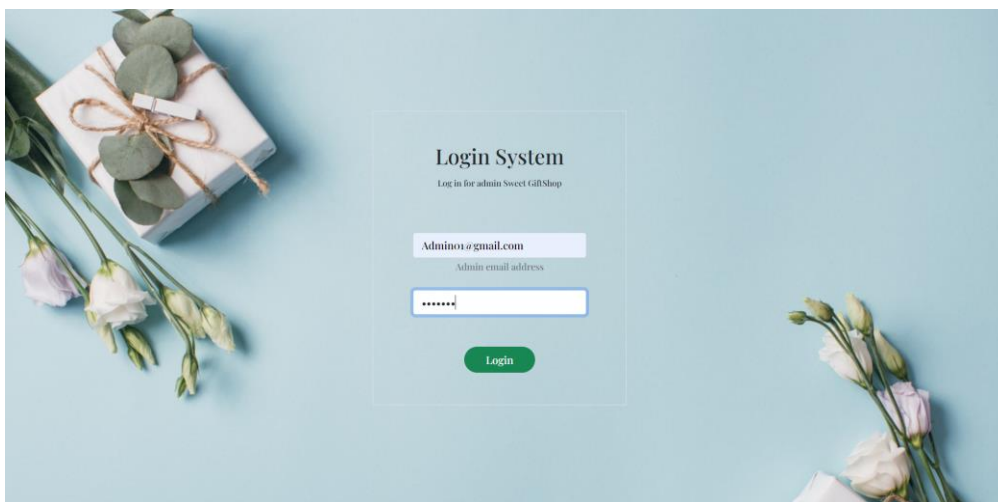 Login System
Log in for admin Sweet GiftShop
Admin01@gmail.com
Admin email address
•••••••
Login